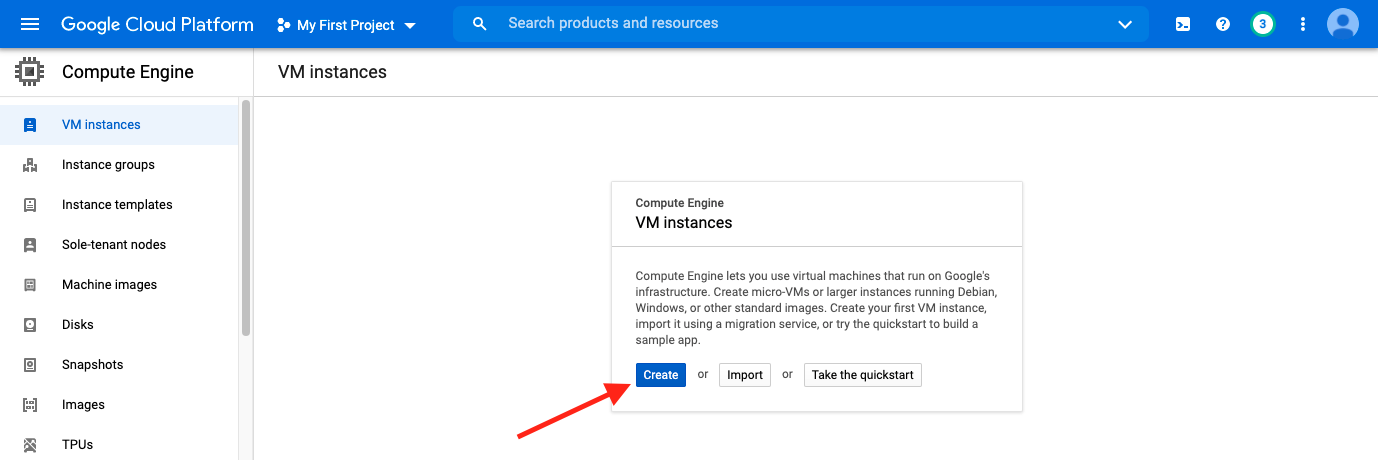 Google Cloud Platform
My First Project
Search products and resources
3
Compute Engine
VM instances
VM instances
Instance groups
Instance templates
Sole-tenant nodes
Machine images
Disks
Snapshots
Images
TPUs
Compute Engine
VM instances
Compute Engine lets you use virtual machines that run on Google's
infrastructure. Create micro-VMs or larger instances running Debian,
Windows, or other standard images. Create your first VM instance,
import it using a migration service, or try the quickstart to build a
sample app.
Create or Import or Take the quickstart